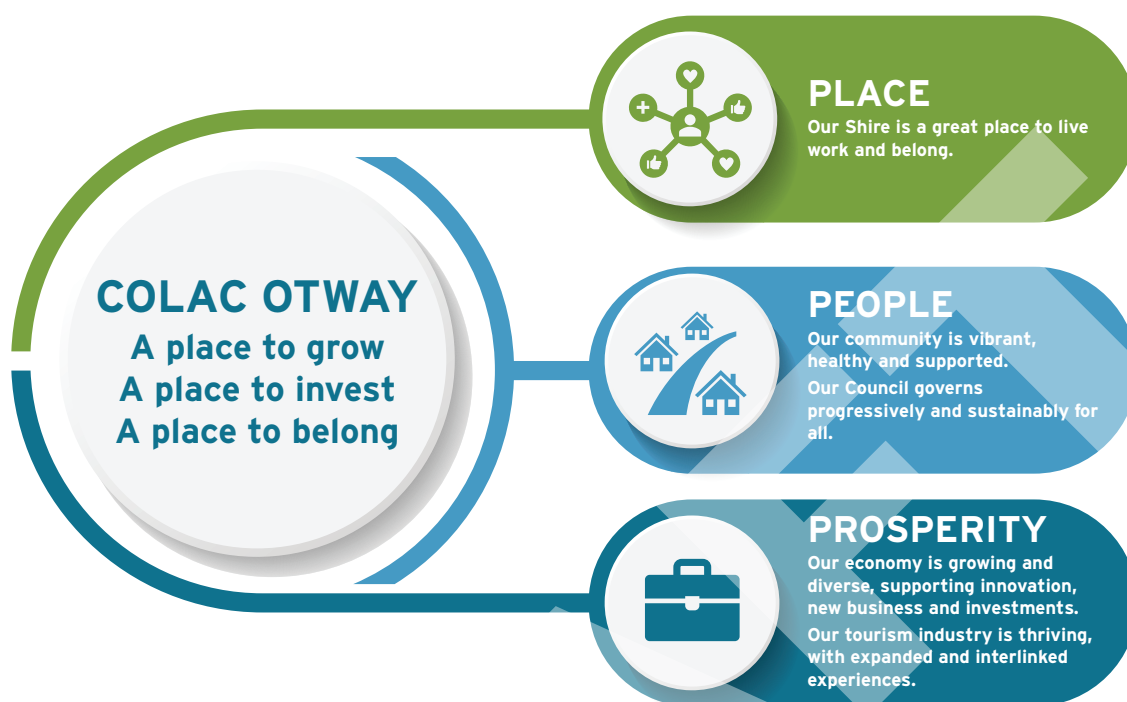 COLAC OTWAY
A place to grow
A place to invest
A place to belong
PLACE
Our Shire is a great place to live
work and belong.
PEOPLE
Our community is vibrant,
healthy and supported.
Our Council governs
progressively and sustainably for
all.
PROSPERITY
Our economy is growing and
diverse, supporting innovation,
new business and investments.
Our tourism industry is thriving,
with expanded and interlinked
experiences.